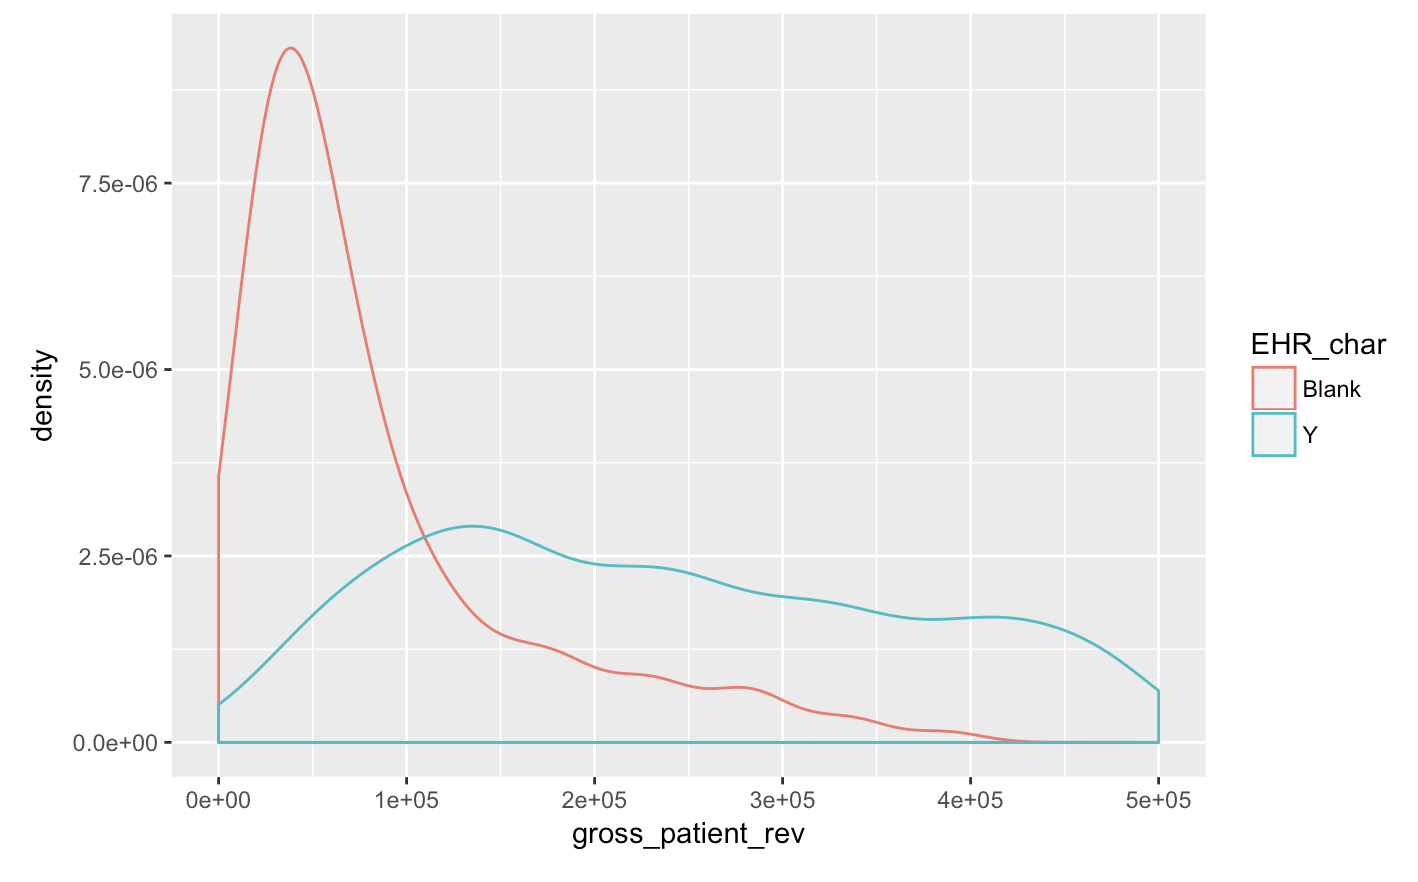 7.5e-06
5.0e-06
2.5e-06
0.0e+00
density
0e+00 1e+05 2e+05 3e+05 4e+05 5e+05
gross_patient_rev
EHR_char
Blank
Y